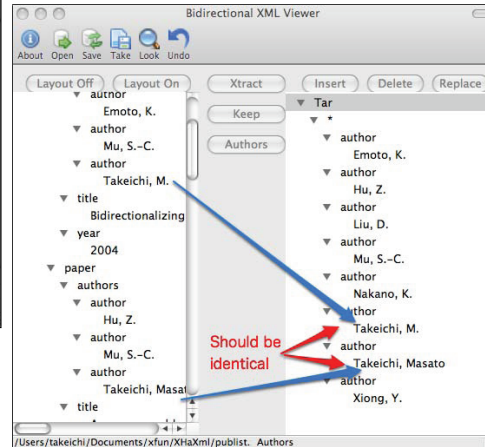 Bidirectional XML Viewer
About Open Save Take Look Undo
Layout Off Layout On Xtract Insert Delete Replace
Keep
Authors
author
Emoto, K.
author
Mu, S.-C.
author
Takeichi, M.
title
Bidirectionalizing
year
2004
paper
authors
author
Hu, Z.
author
Mu, S.-C.
author
Takeichi, Masat
title
Tar
*
author
Emoto, K.
author
Hu, Z.
author
Liu, D.
author
Mu, S.-C.
author
Nakano, K.
author
Takeichi, M.
author
Takeichi, Masato
author
Xiong, Y.
Should be
identical
/Users/takeichi/Documents/xfun/XHaXml/publist. Authors